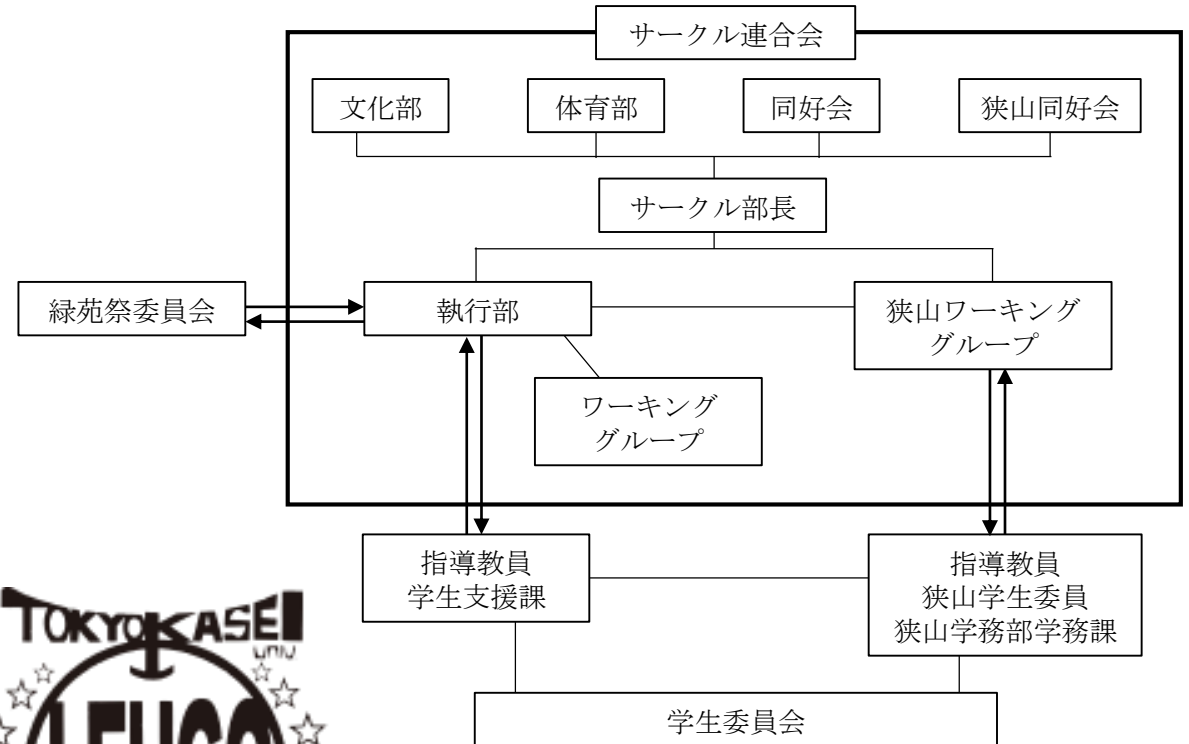 サークル連合会
文化部
体育部
同好会
狭山同好会
サークル部長
緑苑祭委員会
執行部
狭山ワーキング
グループ
ワーキング
グループ
指導教員
学生支援課
指導教員
狭山学生委員
狭山学務部学務課
学生委員会
TOKYO KASEI
UNIV